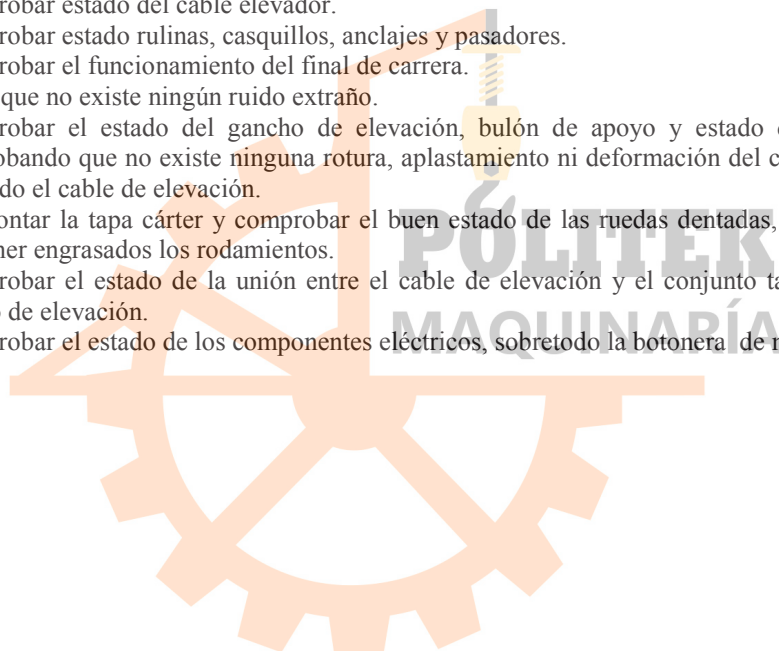 robar estado del cable elevador.
robar estado rulinas, casquillos, anclajes y pasadores.
robar el funcionamiento del final de carrera.
que no existe ningún ruido extraño.
robar el estado del gancho de elevación, bulón de apoyo y estado
obando que no existe ninguna rotura, aplastamiento ni deformación del c
do el cable de elevación.
ontar la tapa cárter y comprobar el buen estado de las ruedas dentadas,
ner engrasados los rodamientos.
robar el estado de la unión entre el cable de elevación y el conjunto ta
de elevación.
robar el estado de los componentes eléctricos, sobretodo la botonera de
POLITEK
MAQUINARÍA